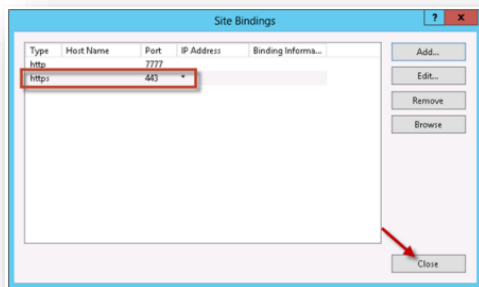 Site Bindings
? x
Type Host Name Port IP Address Binding Informa...
http 7777
https 443 *
Add...
Edit...
Remove
Browse
Close